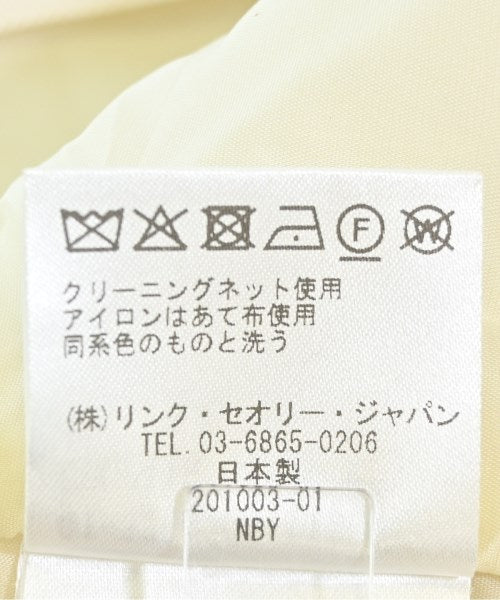 F W
クリーニングネット使用
アイロンはあて布使用
同系色のものと洗う
(株)リンク・セオリー・ジャパン
TEL.03-6865-0206
日本製
201003-01
NBY